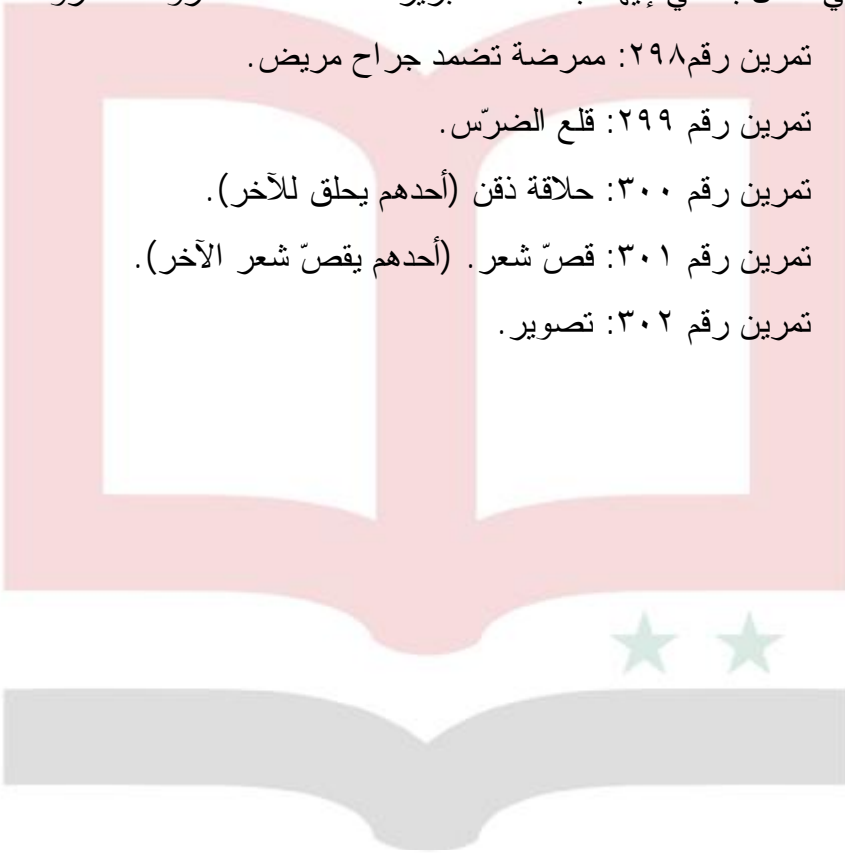 تمرين رقم٢٩٨: ممرضة تضمد جراح مريض.
تمرين رقم ٢٩٩: قلع الضرّس.
تمرين رقم ٣٠٠: حلاقة ذقن (أحدهم يحلق للآخر).
تمرين رقم ٣٠١: قصّ شعر. (أحدهم يقصّ شعر الآخر).
تمرين رقم ٣٠٢: تصوير.